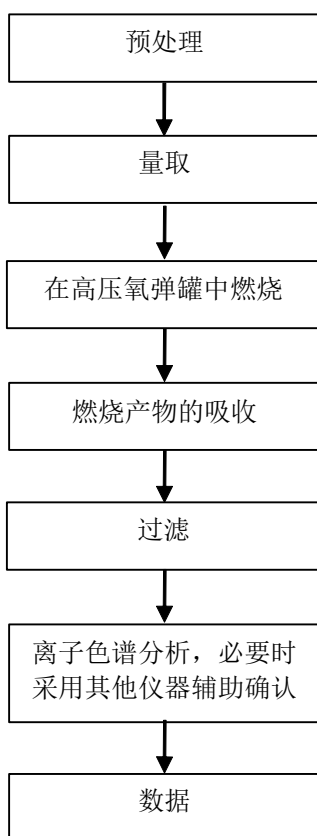 预处理
量取
在高压氧弹罐中燃烧
燃烧产物的吸收
过滤
离子色谱分析，必要时
采用其他仪器辅助确认
数据